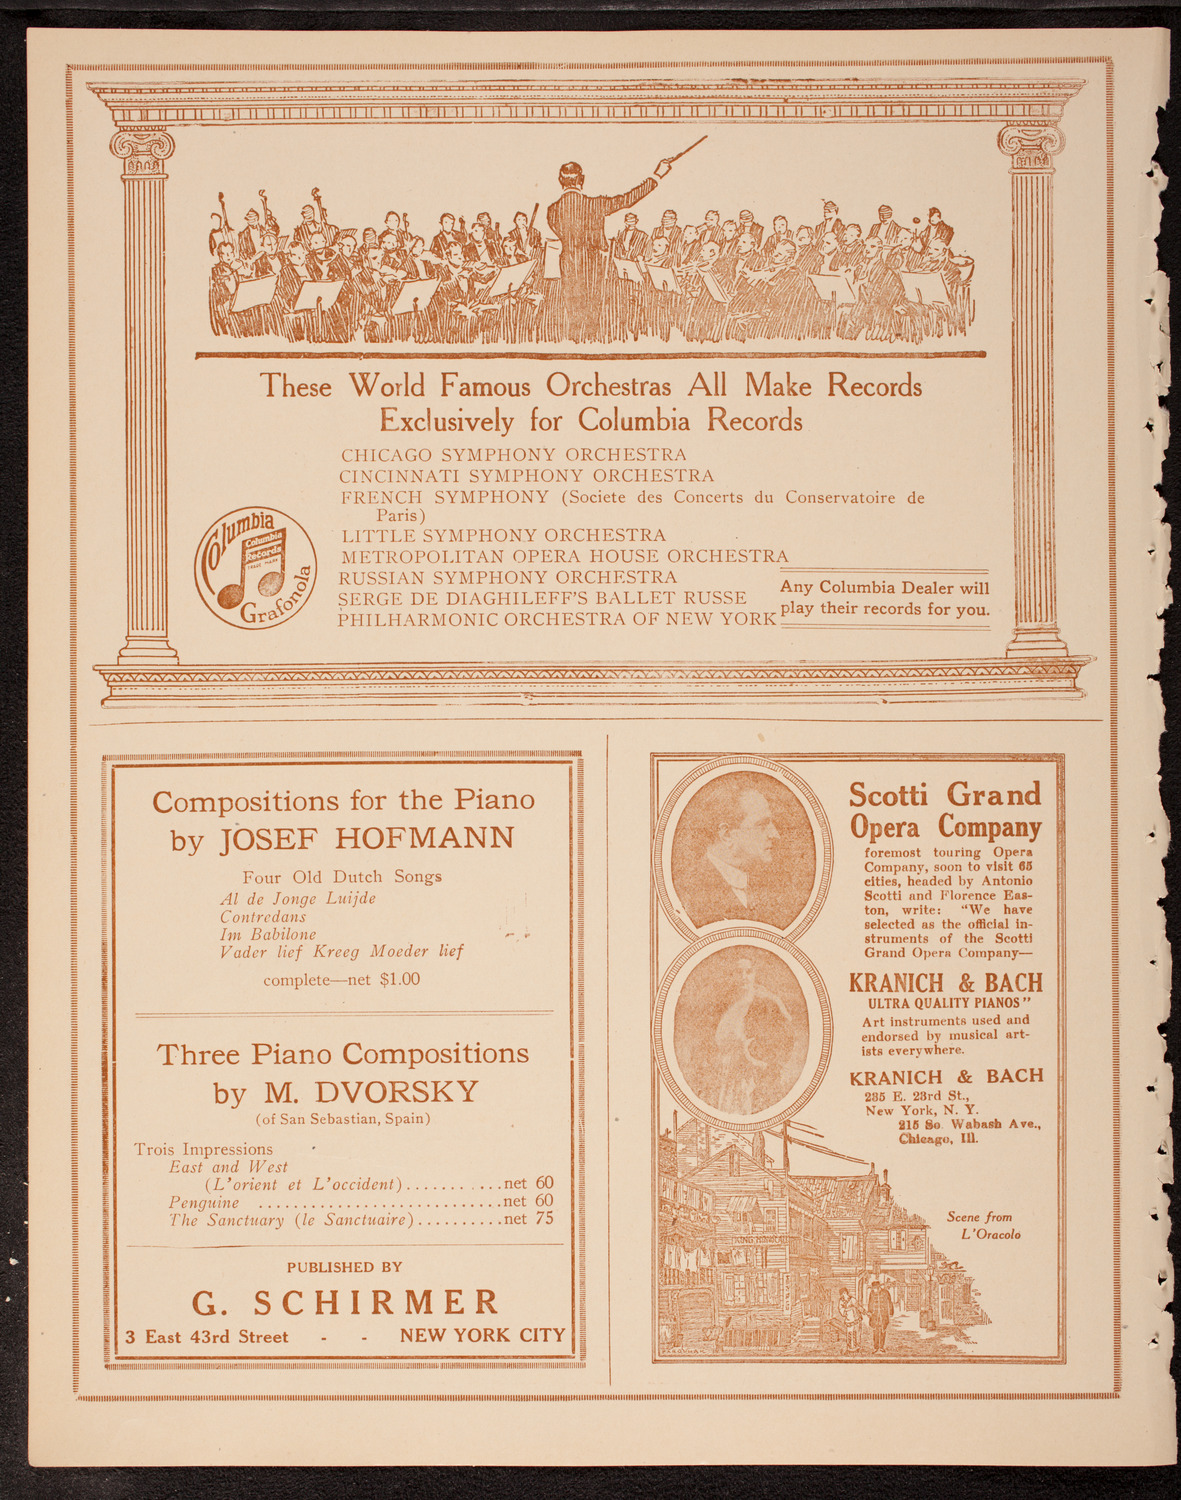 These World Famous Orchestras All Make Records
Exclusively for Columbia Records
CHICAGO SYMPHONY ORCHESTRA
CINCINNATI SYMPHONY ORCHESTRA
FRENCH SYMPHONY (Societe des Concerts du Conservatoire de
Paris)
LITTLE SYMPHONY ORCHESTRA
METROPOLITAN OPERA HOUSE ORCHESTRA
RUSSIAN SYMPHONY ORCHESTRA
SERGE DE DIAGHILEFF'S BALLET RUSSE
PHILHARMONIC ORCHESTRA OF NEW YORK
Any Columbia Dealer will
play their records for you.
Columbia
Columbia
Records
TRADE MARK
Grafonola
Compositions for the Piano
by JOSEF HOFMANN
Four Old Dutch Songs
Al de Jonge Luijde
Contredans
Im Babilone
Vader lief Kreeg Moeder lief
complete—net $1.00
Three Piano Compositions
by M. DVORSKY
(of San Sebastian, Spain)
Trois Impressions
East and West
(L'orient et L'occident)...........net 60
Penguine ............................net 60
The Sanctuary (le Sanctuaire)..........net 75
PUBLISHED BY
G. SCHIRMER
3 East 43rd Street - - NEW YORK CITY
Scotti Grand
Opera Company
foremost touring Opera
Company, soon to visit 65
cities, headed by Antonio
Scotti and Florence Eas-
ton, write: "We have
selected as the official in-
struments of the Scotti
Grand Opera Company—
KRANICH & BACH
ULTRA QUALITY PIANOS"
Art instruments used and
endorsed by musical art-
ists everywhere.
KRANICH & BACH
235 E. 23rd St.,
New York, N. Y.
215 So. Wabash Ave.,
Chicago, Ill.
Scene from
L'Oracolo